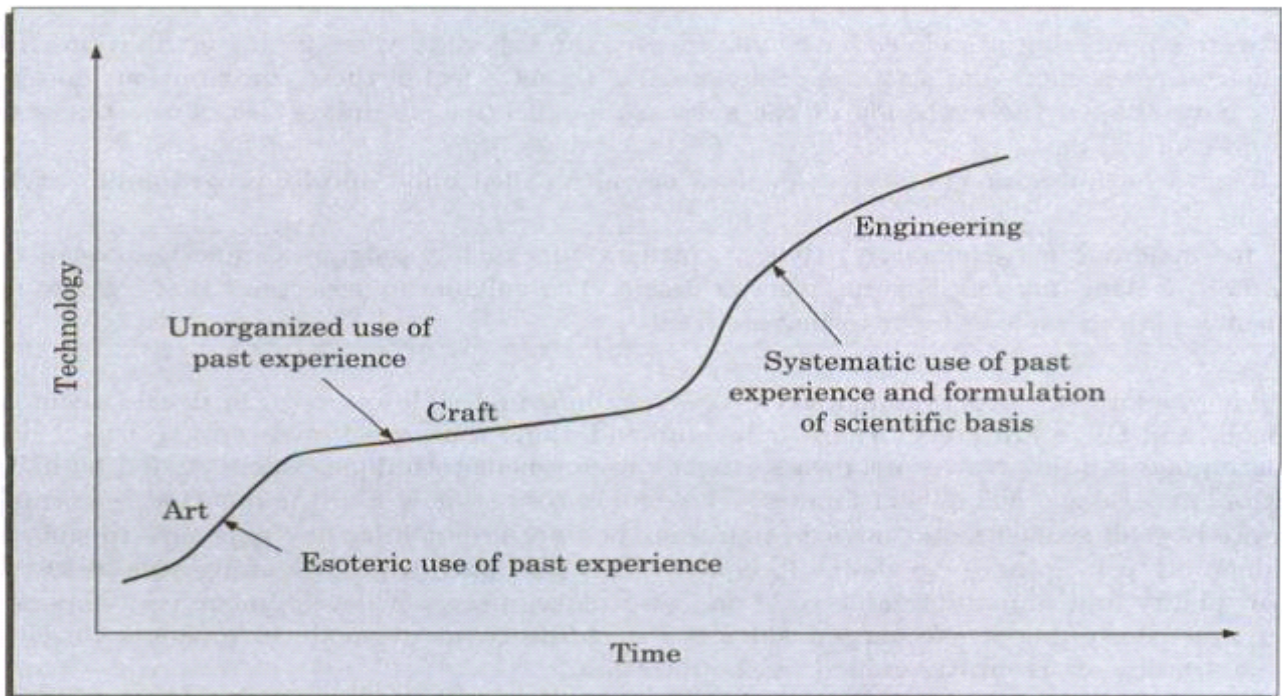 Technology
Engineering
Unorganized use of
past experience
Systematic use of past
experience and formulation
of scientific basis
Craft
Art
Esoteric use of past experience
Time